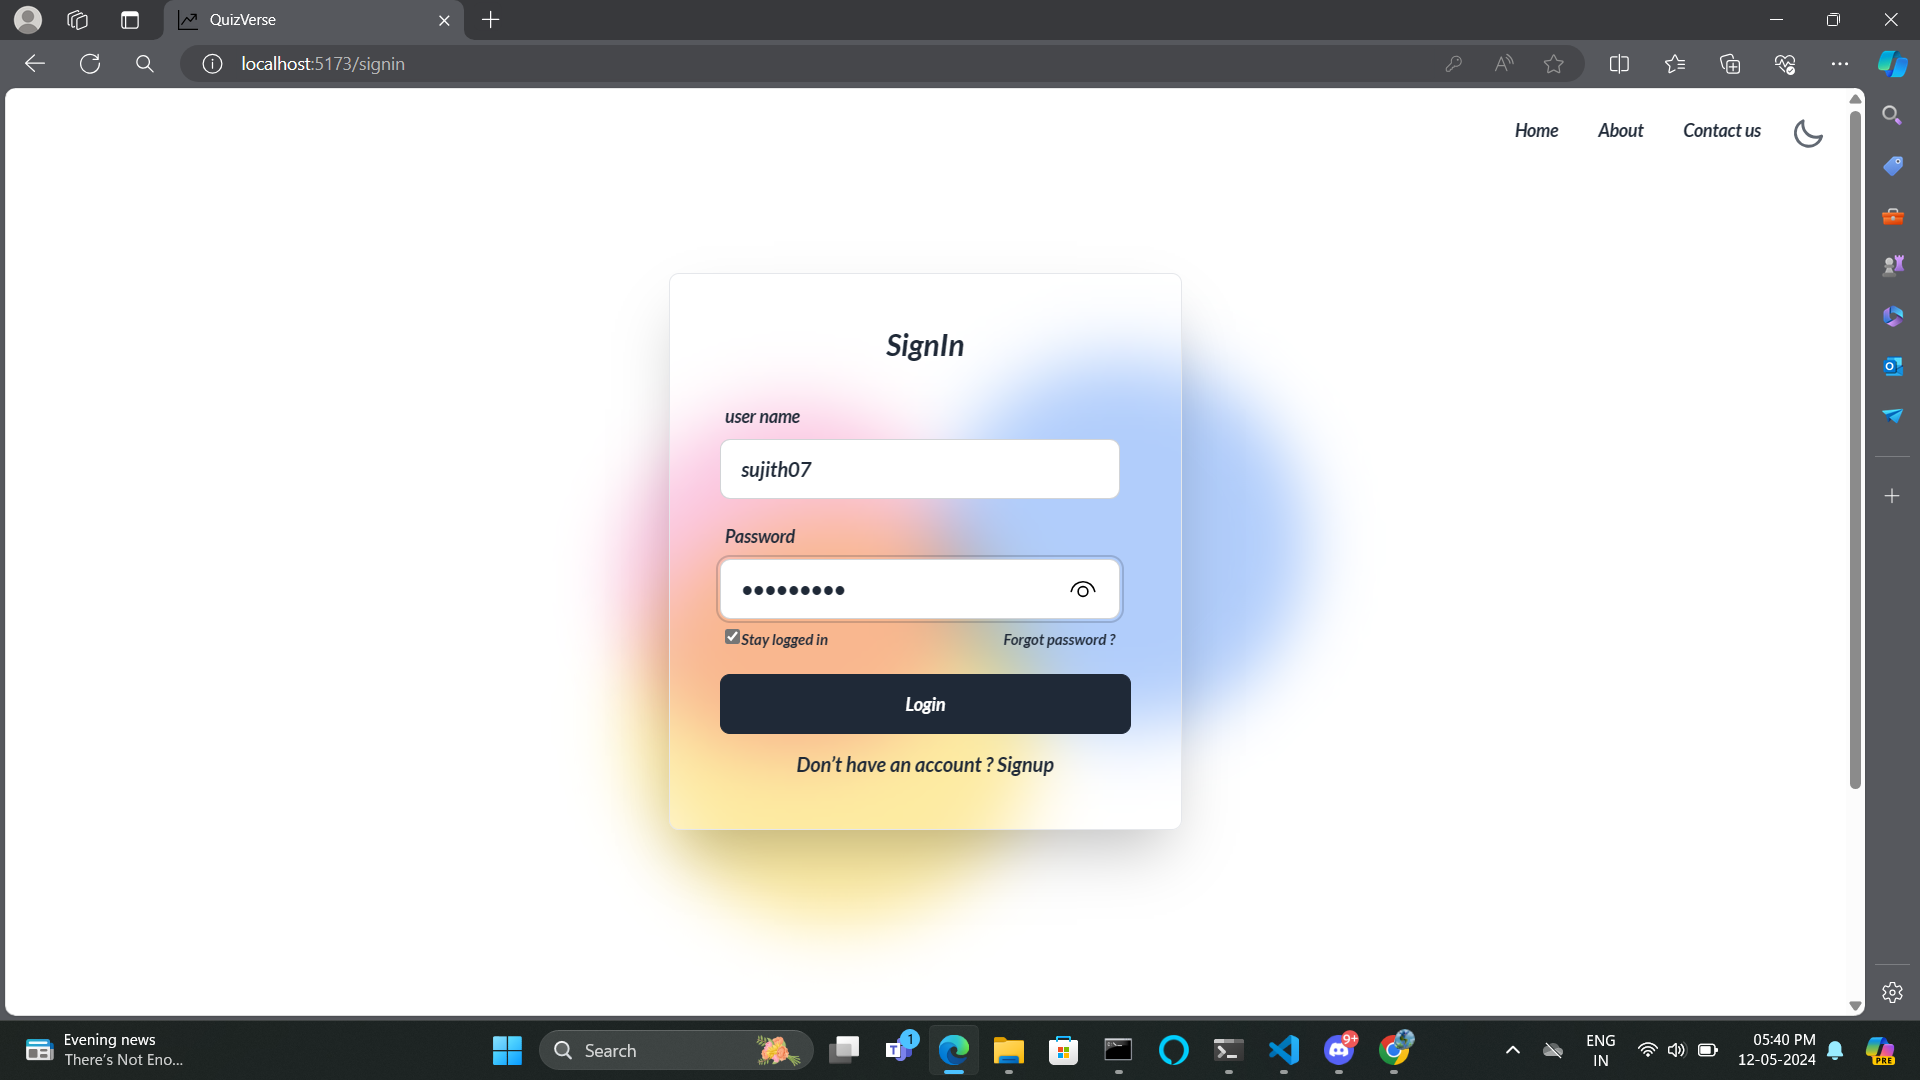 QuizVerse
localhost:5173/signin
Home About Contact us
SignIn
user name
sujith07
Password
•••••••••
Stay logged in Forgot password ?
Login
Don't have an account ? Signup
Evening news
There's Not Eno...
Search
1
9+
ENG
IN
05:40 PM
12-05-2024
PRE